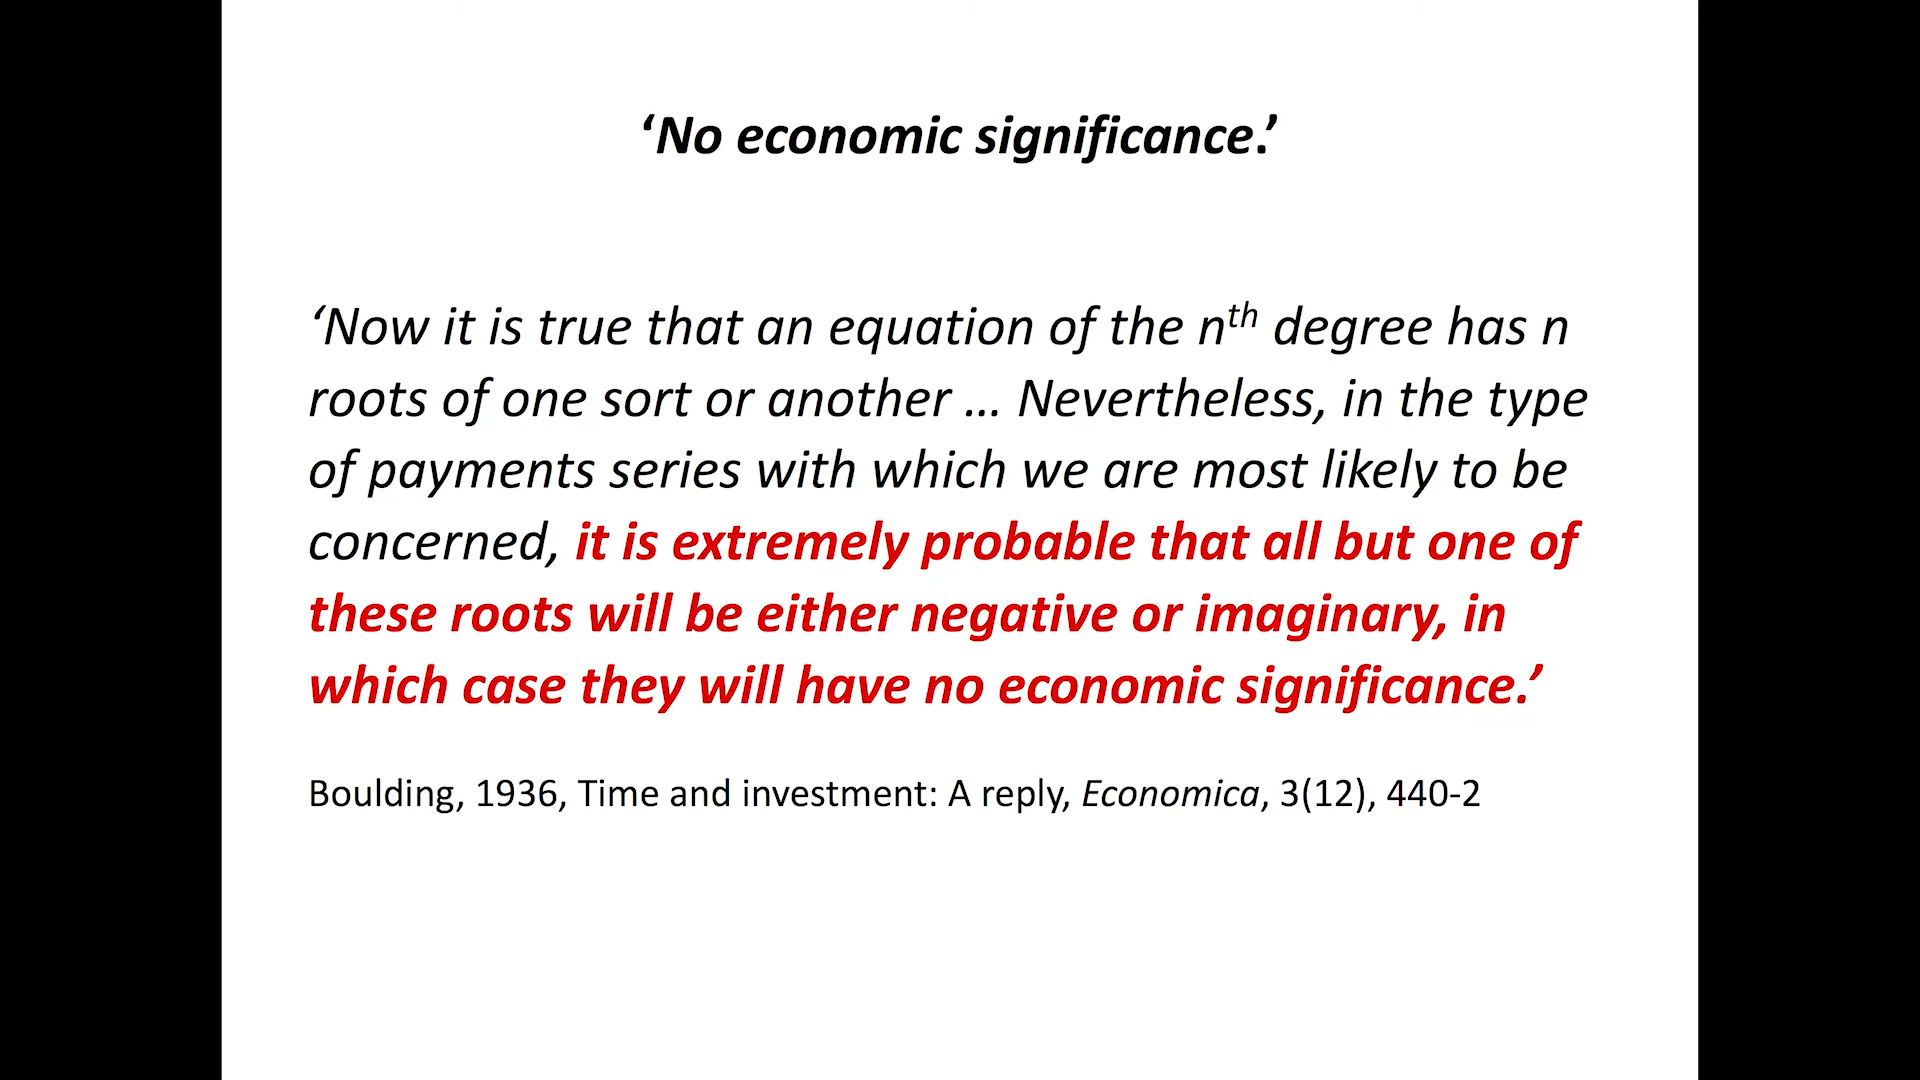 ‘No economic significance.’
‘Now it is true that an equation of the nth degree has n
roots of one sort or another … Nevertheless, in the type
of payments series with which we are most likely to be
concerned, it is extremely probable that all but one of
these roots will be either negative or imaginary, in
which case they will have no economic significance.’
Boulding, 1936, Time and investment: A reply, Economica, 3(12), 440-2